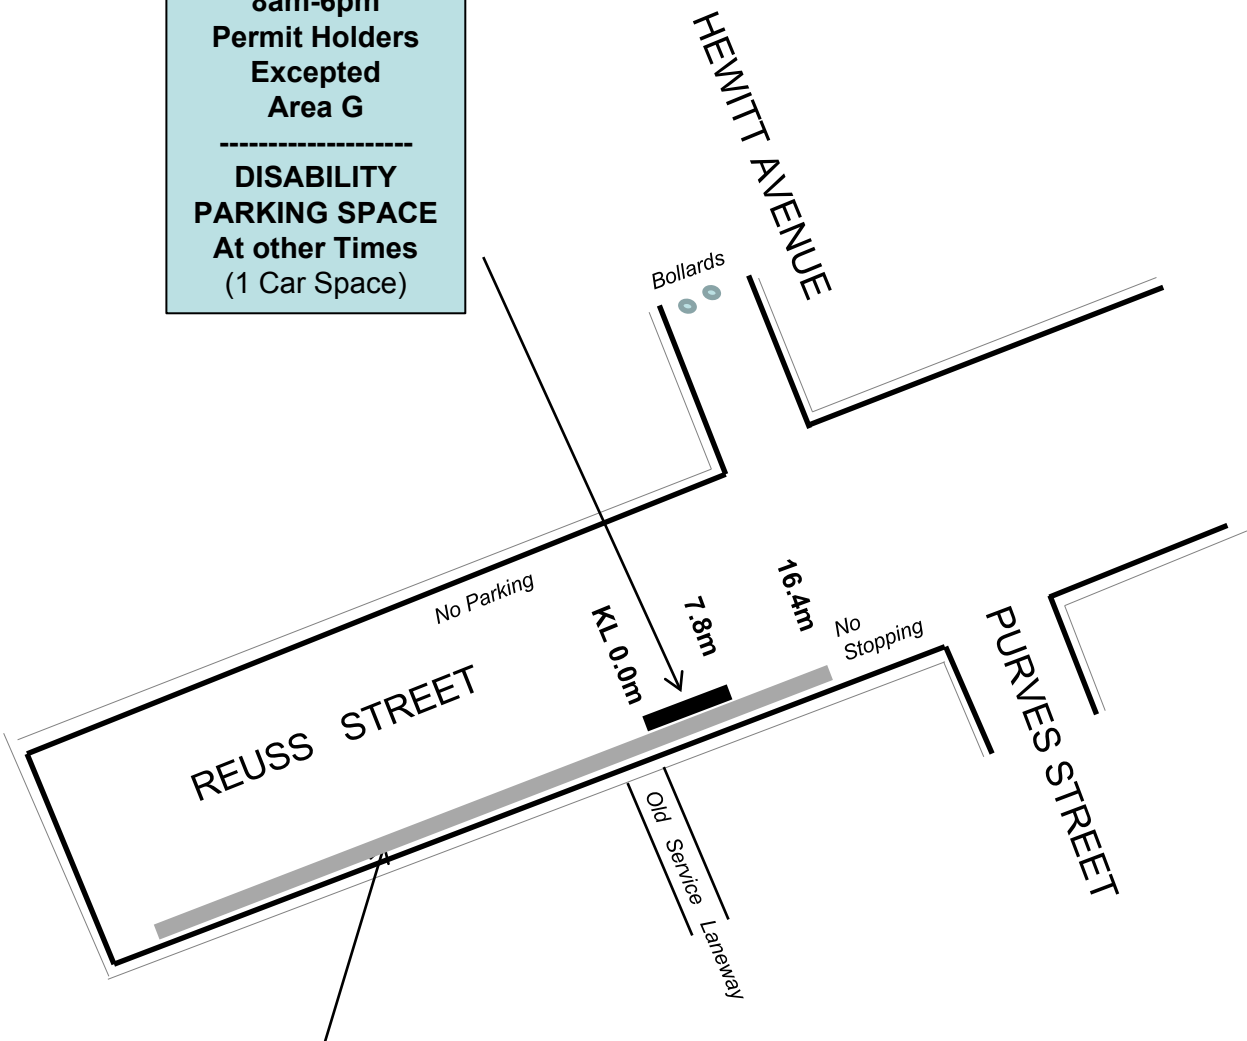 8am-6pm
Permit Holders
Excepted
Area G
--------------------
DISABILITY
PARKING SPACE
At other Times
(1 Car Space)
HEWITT AVENUE
Bollards
No Parking
KL 0.0m
7.8m
16.4m
No
Stopping
REUSS STREET
PURVES STREET
Old Service Laneway